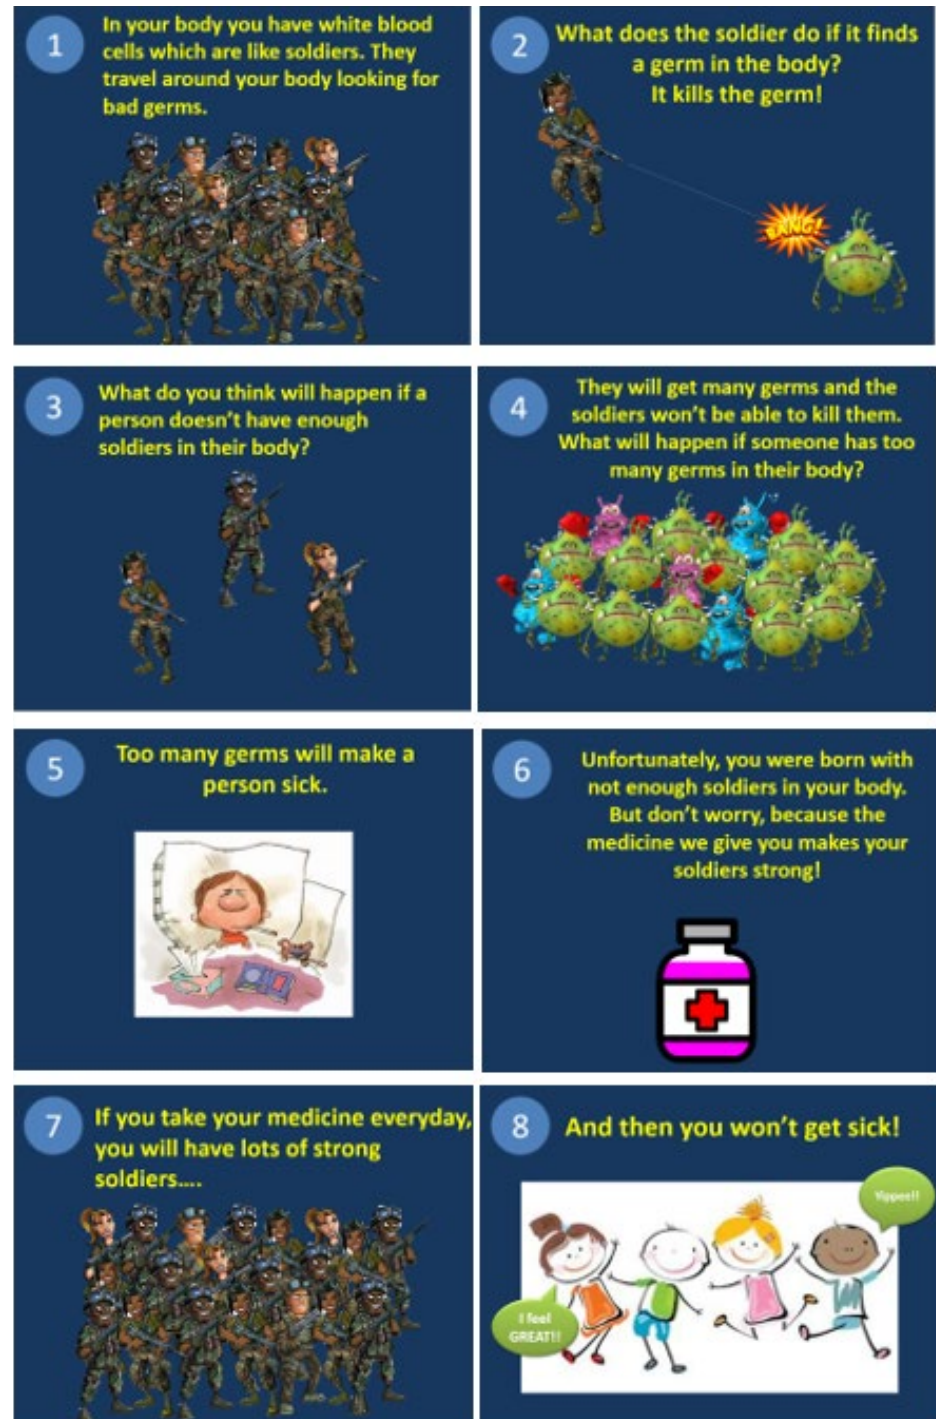 1
In your body you have white blood
cells which are like soldiers. They
travel around your body looking for
bad germs.
2
What does the soldier do if it finds
a germ in the body?
It kills the germ!
BANG!
3
What do you think will happen if a
person doesn't have enough
soldiers in their body?
4
They will get many germs and the
soldiers won't be able to kill them.
What will happen if someone has too
many germs in their body?
5
Too many germs will make a
person sick.
6
Unfortunately, you were born with
not enough soldiers in your body.
But don't worry, because the
medicine we give you makes your
soldiers strong!
7
If you take your medicine everyday,
you will have lots of strong
soldiers....
8
And then you won't get sick!
Yippee!!
I feel
GREAT!!